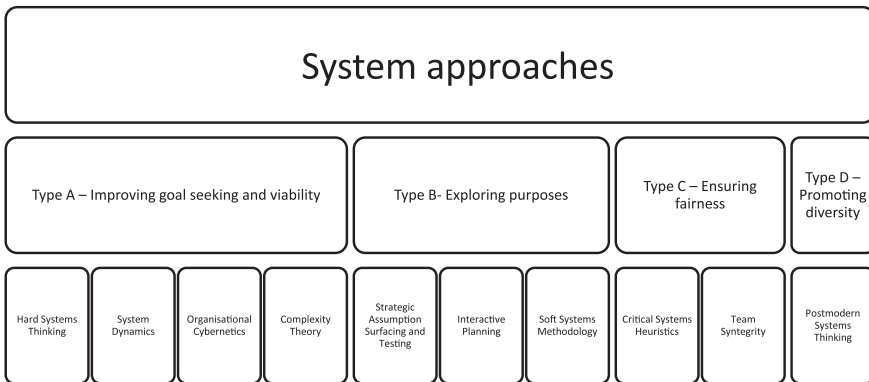 System approaches
Type A – Improving goal seeking and viability
Type B- Exploring purposes
Type C – Ensuring
fairness
Type D –
Promoting
diversity
Hard Systems
Thinking
System
Dynamics
Organisational
Cybernetics
Complexity
Theory
Strategic
Assumption
Surfacing and
Testing
Interactive
Planning
Soft Systems
Methodology
Critical Systems
Heuristics
Team
Syntegrity
Postmodern
Systems
Thinking